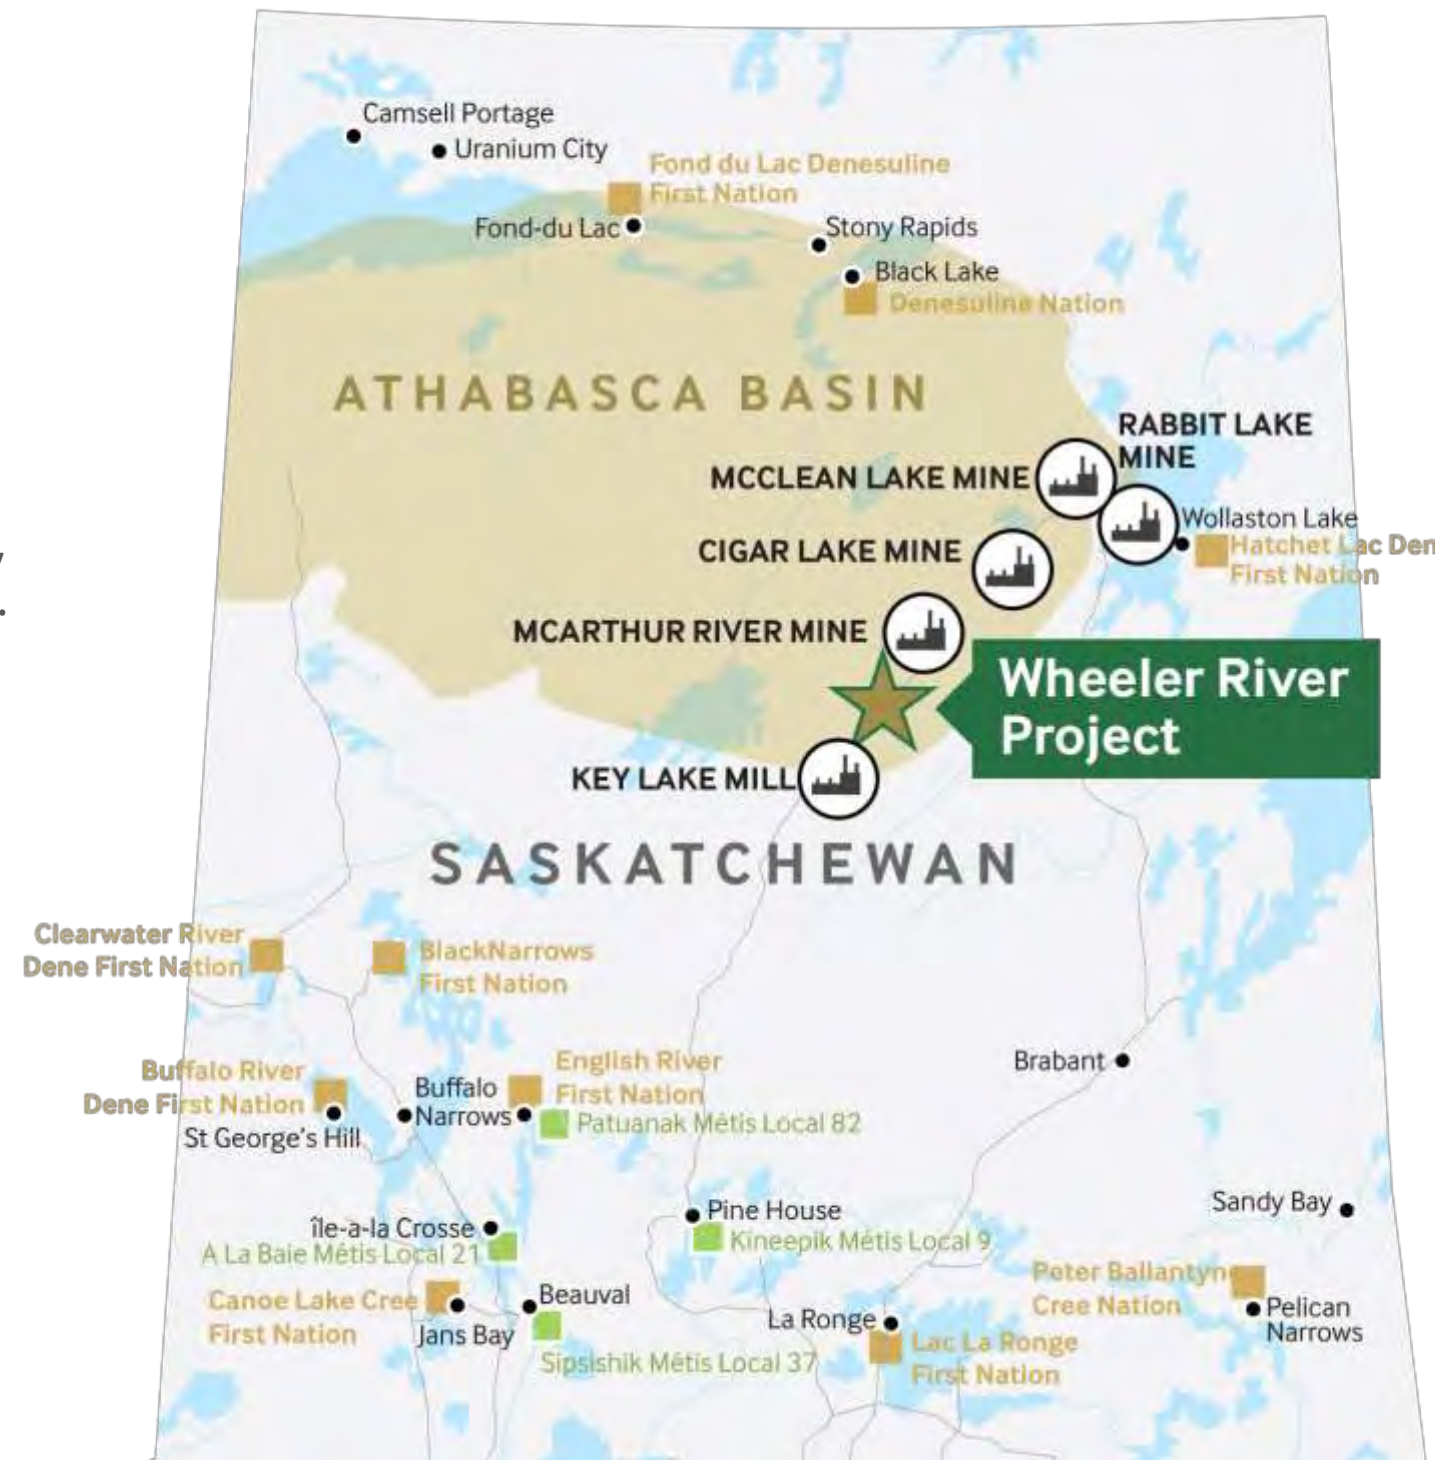 Camsell Portage
Uranium City
Fond du Lac Denesuline
First Nation
Fond-du Lac
Stony Rapids
Black Lake
Denesuline Nation
ATHABASCA BASIN
RABBIT LAKE
MINE
MCCLEAN LAKE MINE
Wollaston Lake
CIGAR LAKE MINE
Hatchet Lac Den
First Nation
MCARTHUR RIVER MINE
Wheeler River
Project
KEY LAKE MILL
SASKATCHEWAN
Clearwater River
Dene First Nation
BlackNarrows
First Nation
Buffalo River
Dene First Nation
St George's Hill
Buffalo
Narrows
English River
First Nation
Patuanak Métis Local 82
Brabant
île-a-la Crosse
A La Baie Métis Local 21
Pine House
Kineepik Métis Local 9
Sandy Bay
Canoe Lake Cree
First Nation
Jans Bay
Beauval
Sipsishik Métis Local 37
La Ronge
Lac La Ronge
First Nation
Peter Ballantyne
Cree Nation
Pelican
Narrows